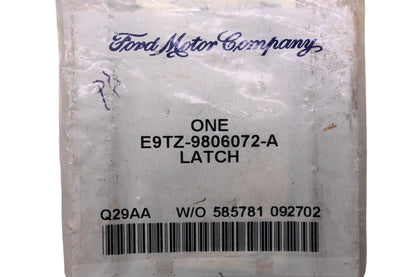 Ford Motor Company
ONE
E9TZ-9806072-A
LATCH
Q29AA W/O 585781 092702